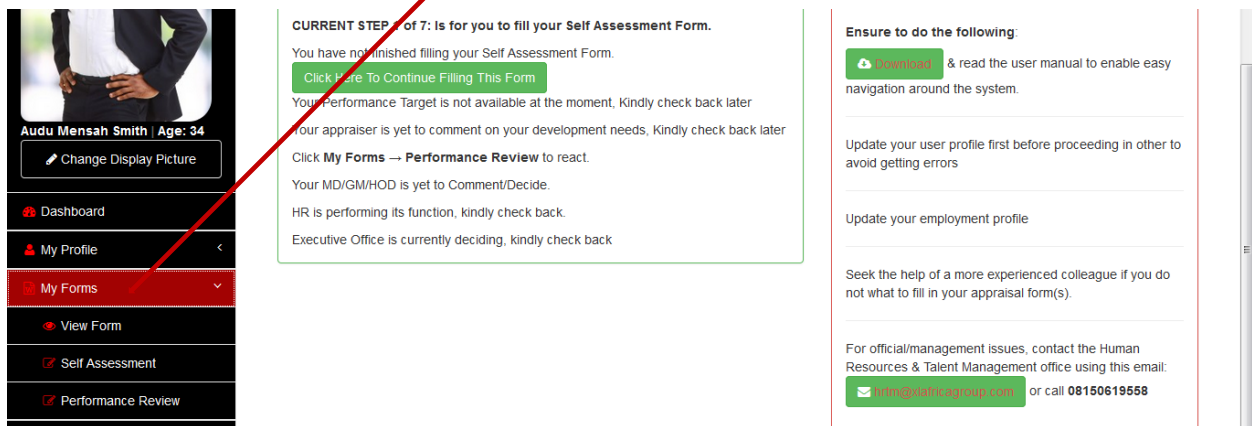 Audu Mensah Smith | Age: 34
Change Display Picture
Dashboard
My Profile
My Forms
View Form
Self Assessment
Performance Review
CURRENT STEP of 7: Is for you to fill your Self Assessment Form.
You have not finished filling your Self Assessment Form.
Click Here To Continue Filling This Form
Your Performance Target is not available at the moment, Kindly check back later
Your appraiser is yet to comment on your development needs, Kindly check back later
Click My Forms → Performance Review to react.
Your MD/GM/HOD is yet to Comment/Decide.
HR is performing its function, kindly check back.
Executive Office is currently deciding, kindly check back
Ensure to do the following:
Download & read the user manual to enable easy
navigation around the system.
Update your user profile first before proceeding in other to
avoid getting errors
Update your employment profile
Seek the help of a more experienced colleague if you do
not what to fill in your appraisal form(s).
For official/management issues, contact the Human
Resources & Talent Management office using this email:
hrtm@xlafricagroup.com or call 08150619558